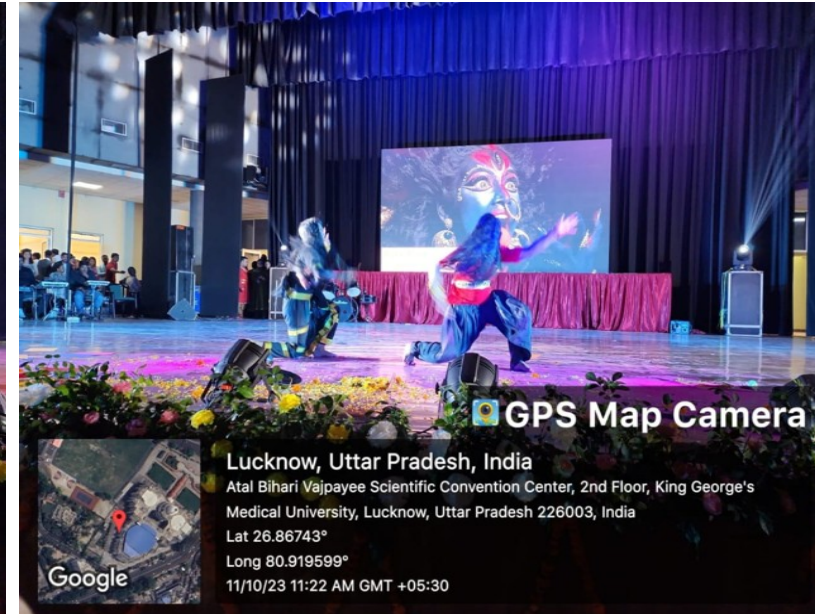 GPS Map Camera
Lucknow, Uttar Pradesh, India
Atal Bihari Vajpayee Scientific Convention Center, 2nd Floor, King George's
Medical University, Lucknow, Uttar Pradesh 226003, India
Lat 26.86743°
Long 80.919599°
11/10/23 11:22 AM GMT +05:30
Google